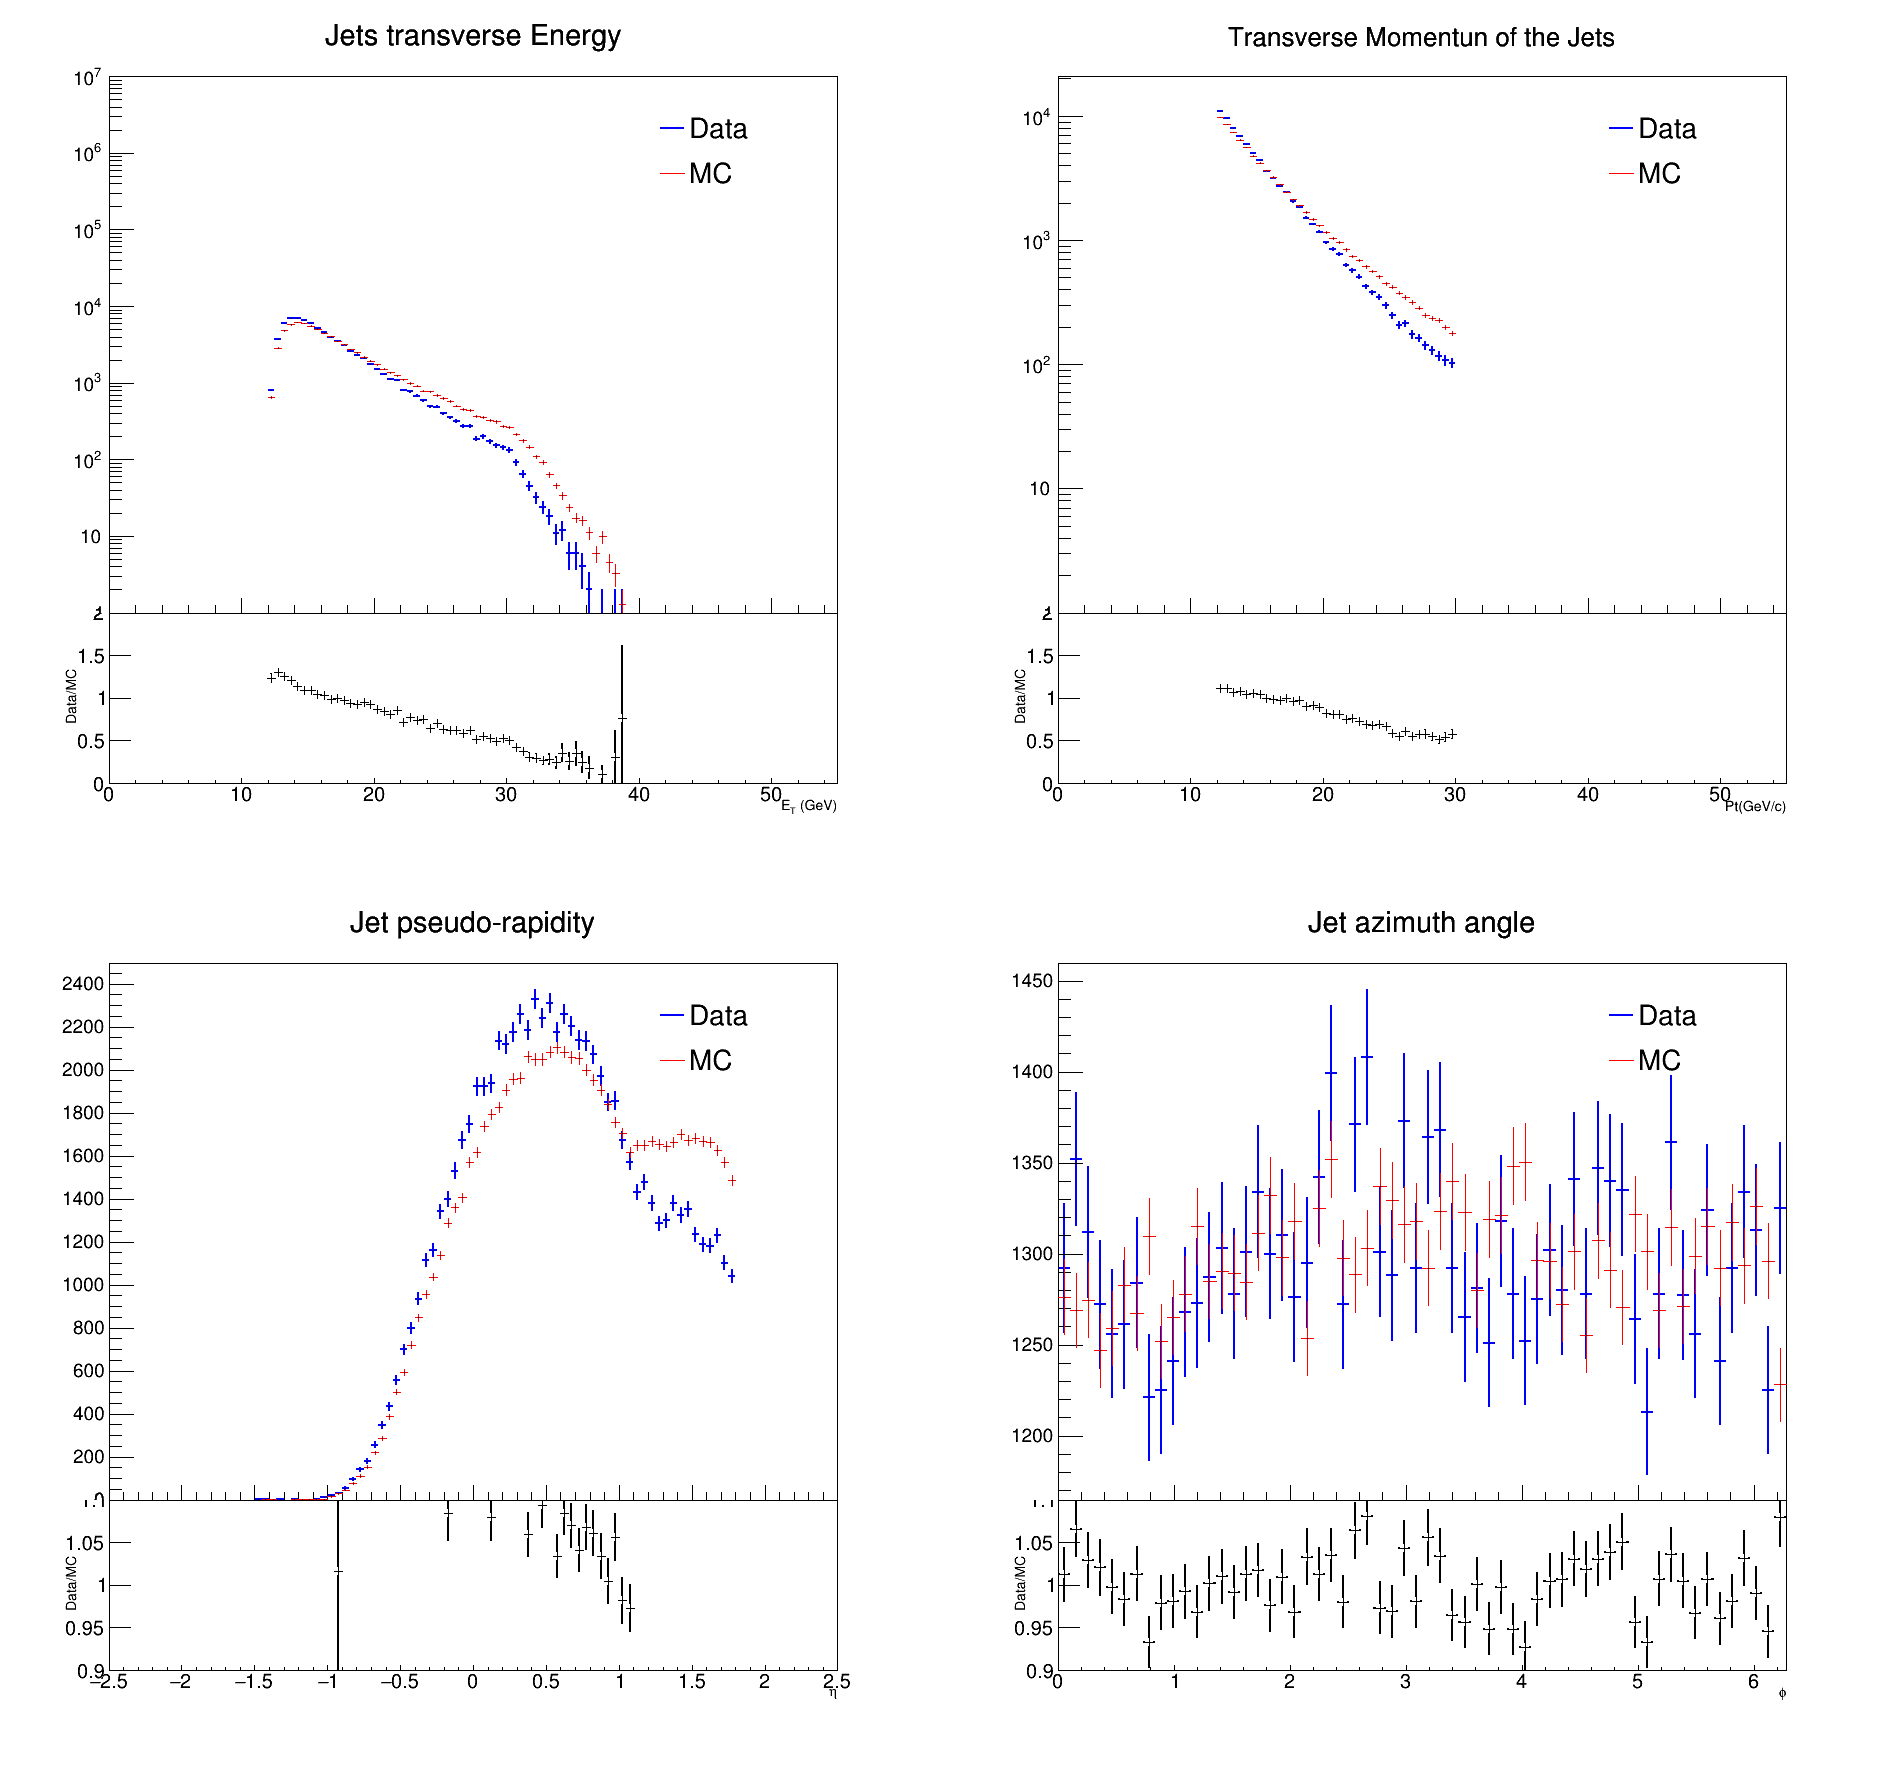 Jets transverse Energy
10^7
10^6
10^5
10^4
10^3
10^2
10
Data
MC
2
1.5
1
0.5
0
Data/MC
0 10 20 30 40 50
E_T (GeV)
Transverse Momentun of the Jets
10^4
10^3
10^2
10
Data
MC
2
1.5
1
0.5
0
Data/MC
0 10 20 30 40 50
Pt(GeV/c)
Jet pseudo-rapidity
2400
2200
2000
1800
1600
1400
1200
1000
800
600
400
200
Data
MC
1.05
1
0.95
0.9
Data/MC
−2.5 −2 −1.5 −1 −0.5 0 0.5 1 1.5 2 2.5
η
Jet azimuth angle
1450
1400
1350
1300
1250
1200
Data
MC
1.05
1
0.95
0.9
Data/MC
0 1 2 3 4 5 6
ϕ